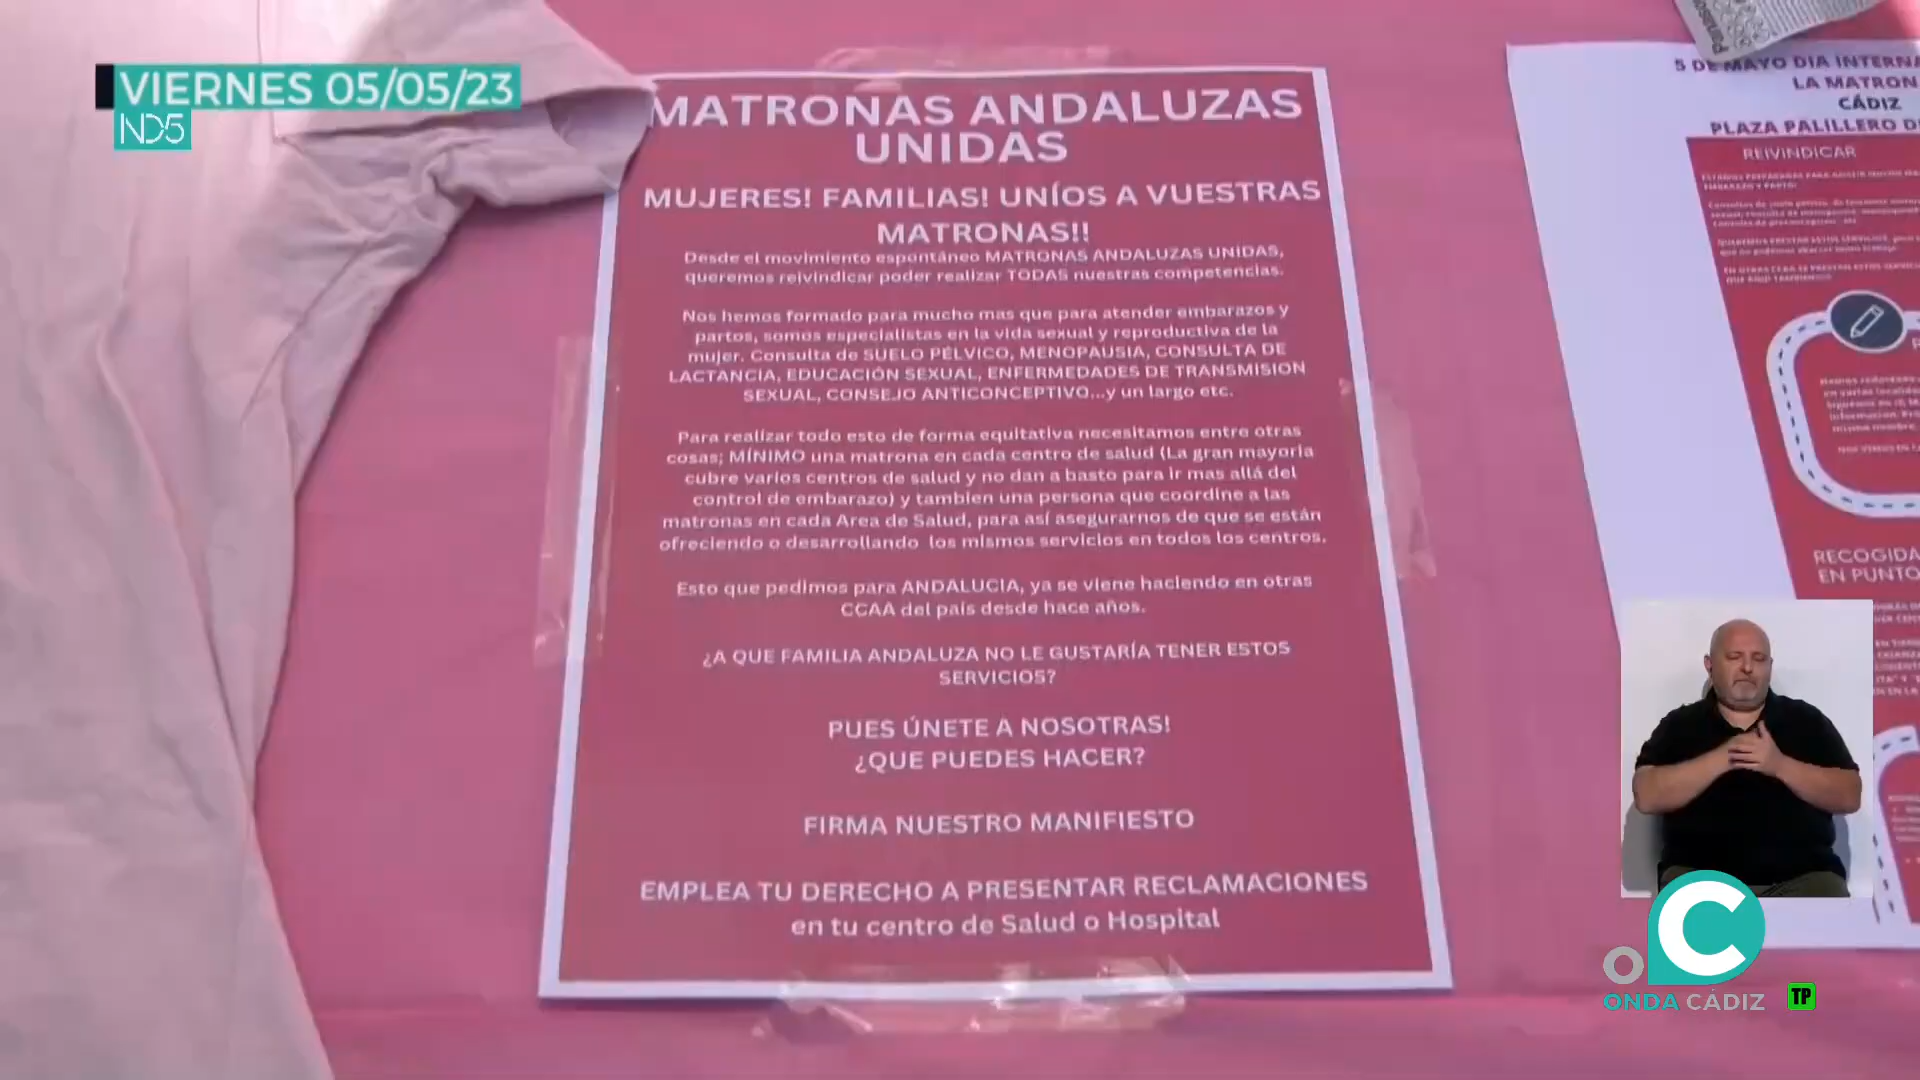 VIERNES 05/05/23
ND5
MATRONAS ANDALUZAS
UNIDAS
MUJERES! FAMILIAS! UNÍOS A VUESTRAS
MATRONAS!!
Desde el movimiento espontáneo MATRONAS ANDALUZAS UNIDAS,
queremos reivindicar poder realizar TODAS nuestras competencias.
Nos hemos formado para mucho mas que para atender embarazos y
partos, somos especialistas en la vida sexual y reproductiva de la
mujer. Consulta de SUELO PÉLVICO, MENOPAUSIA, CONSULTA DE
LACTANCIA, EDUCACIÓN SEXUAL, ENFERMEDADES DE TRANSMISION
SEXUAL, CONSEJO ANTICONCEPTIVO...y un largo etc.
Para realizar todo esto de forma equitativa necesitamos entre otras
cosas; MÍNIMO una matrona en cada centro de salud (La gran mayoria
cubre varios centros de salud y no dan a basto para ir mas allá del
control de embarazo) y tambien una persona que coordine a las
matronas en cada Area de Salud, para así asegurarnos de que se están
ofreciendo o desarrollando los mismos servicios en todos los centros.
Esto que pedimos para ANDALUCIA, ya se viene haciendo en otras
CCAA del país desde hace años.
¿A QUE FAMILIA ANDALUZA NO LE GUSTARÍA TENER ESTOS
SERVICIOS?
PUES ÚNETE A NOSOTRAS!
¿QUE PUEDES HACER?
FIRMA NUESTRO MANIFIESTO
EMPLEA TU DERECHO A PRESENTAR RECLAMACIONES
en tu centro de Salud o Hospital
5 DE MAYO DIA INTERNA
LA MATRON
CÁDIZ
PLAZA PALILLERO D
REIVINDICAR
RECOGIDA
EN PUNTO
OC
ONDA CÁDIZ
TP